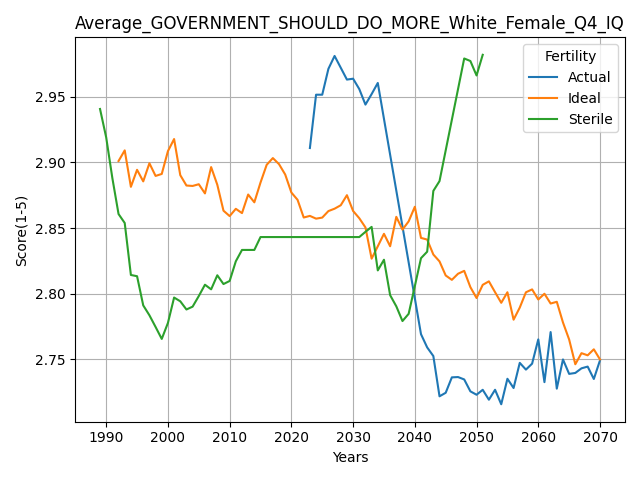 Average_GOVERNMENT_SHOULD_DO_MORE_White_Female_Q4_IQ
Fertility
Actual
Ideal
Sterile
Score(1-5)
2.95
2.90
2.85
2.80
2.75
1990 2000 2010 2020 2030 2040 2050 2060 2070
Years